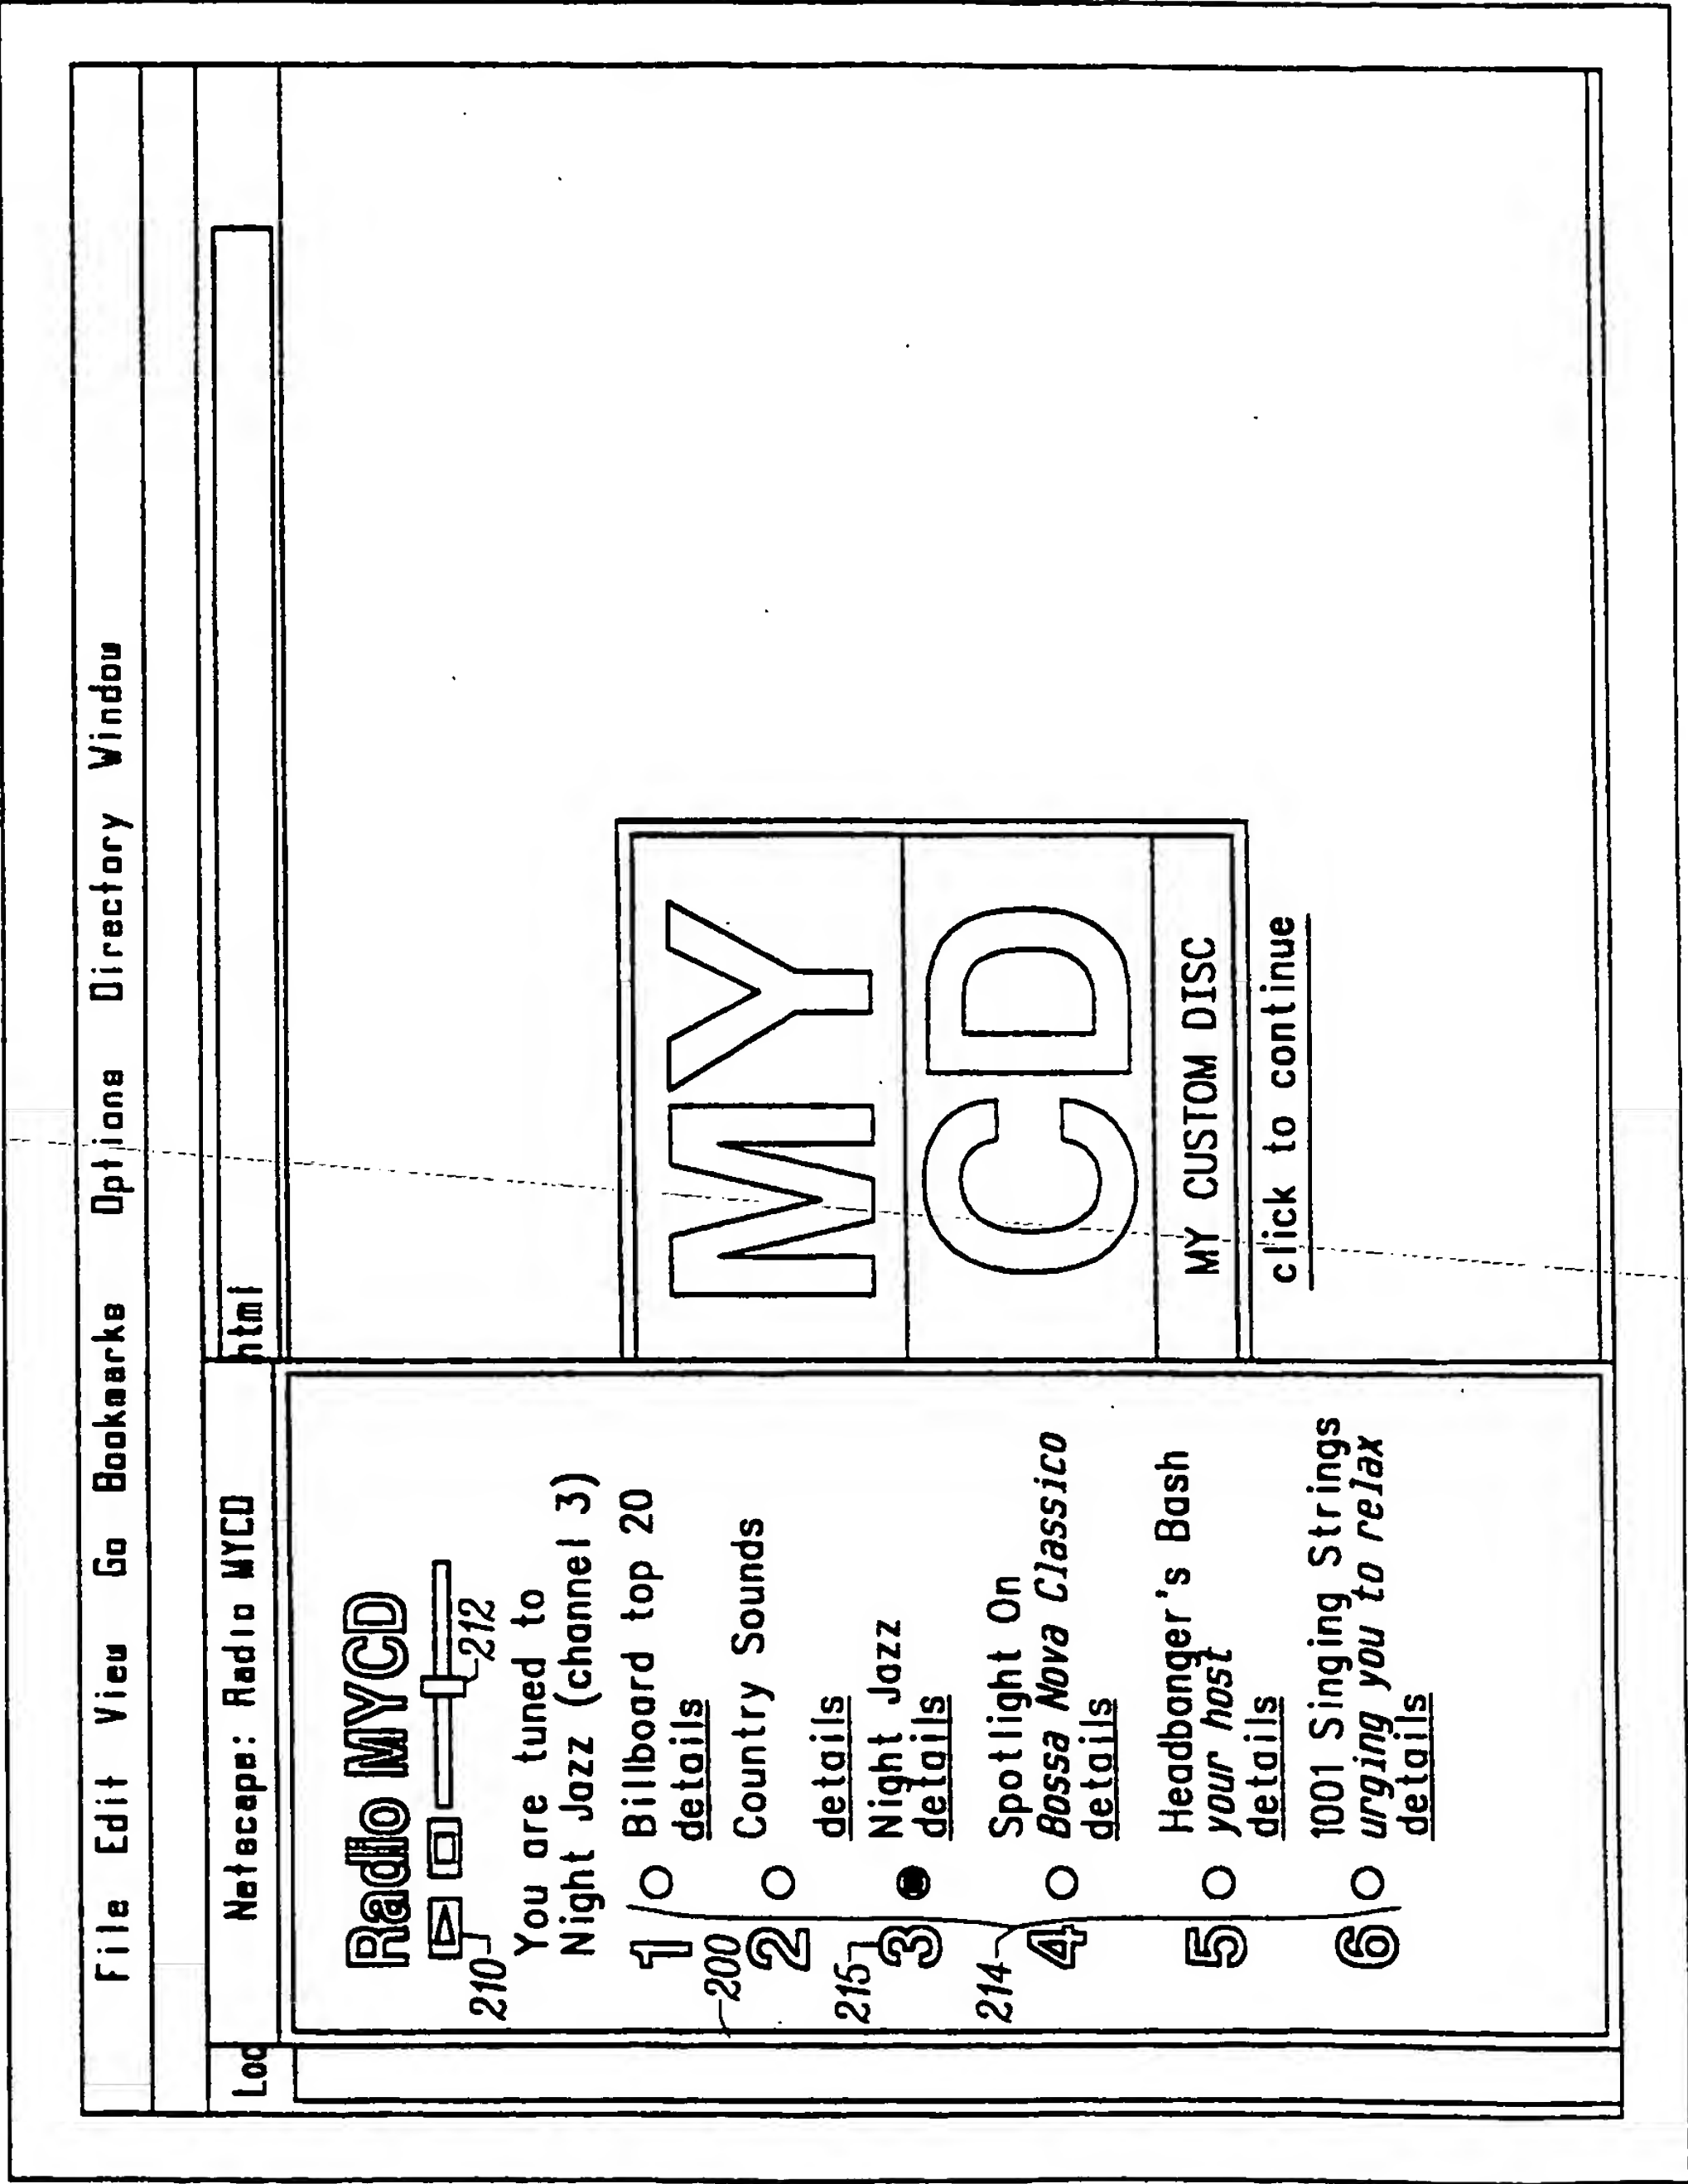 File Edit View Go Bookmarks Options Directory Window
Netscape: Radio MYCD
Loc
html
Radio MYCD
210
212
You are tuned to
Night Jazz (channel 3)
1 Billboard top 20
details
200
2 Country Sounds
details
215
3 Night Jazz
details
214
4 Spotlight On
Bossa Nova Classico
details
5 Headbanger's Bash
your host
details
6 1001 Singing Strings
urging you to relax
details
MY
CD
MY CUSTOM DISC
click to continue